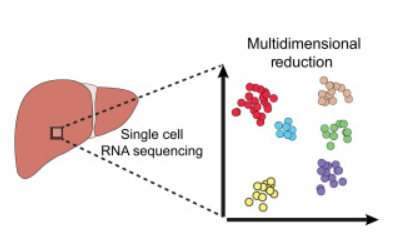 Multidimensional
reduction
Single cell
RNA sequencing